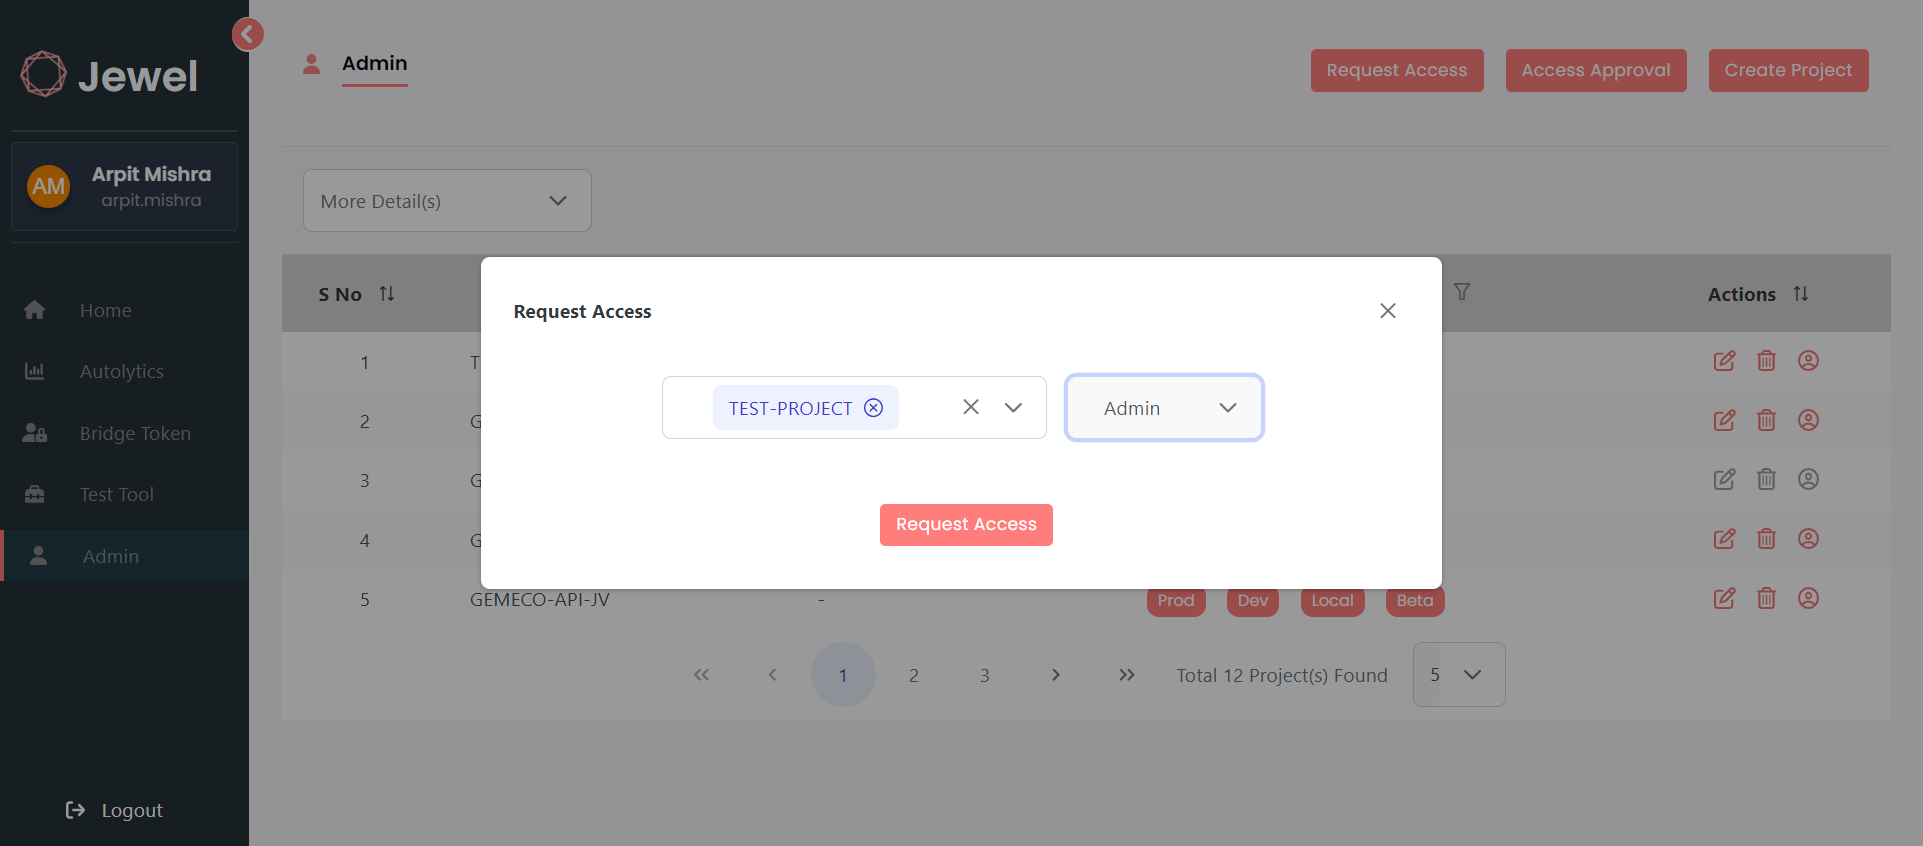 Jewel
Admin
Request Access
Access Approval
Create Project
AM
Arpit Mishra
arpit.mishra
More Detail(s)
Home
Autolytics
Bridge Token
Test Tool
Admin
Logout
S No
Actions
Request Access
TEST-PROJECT
Admin
Request Access
1 T
2 G
3 G
4 G
5 GEMECO-API-JV - Prod Dev Local Beta
1 2 3 Total 12 Project(s) Found 5